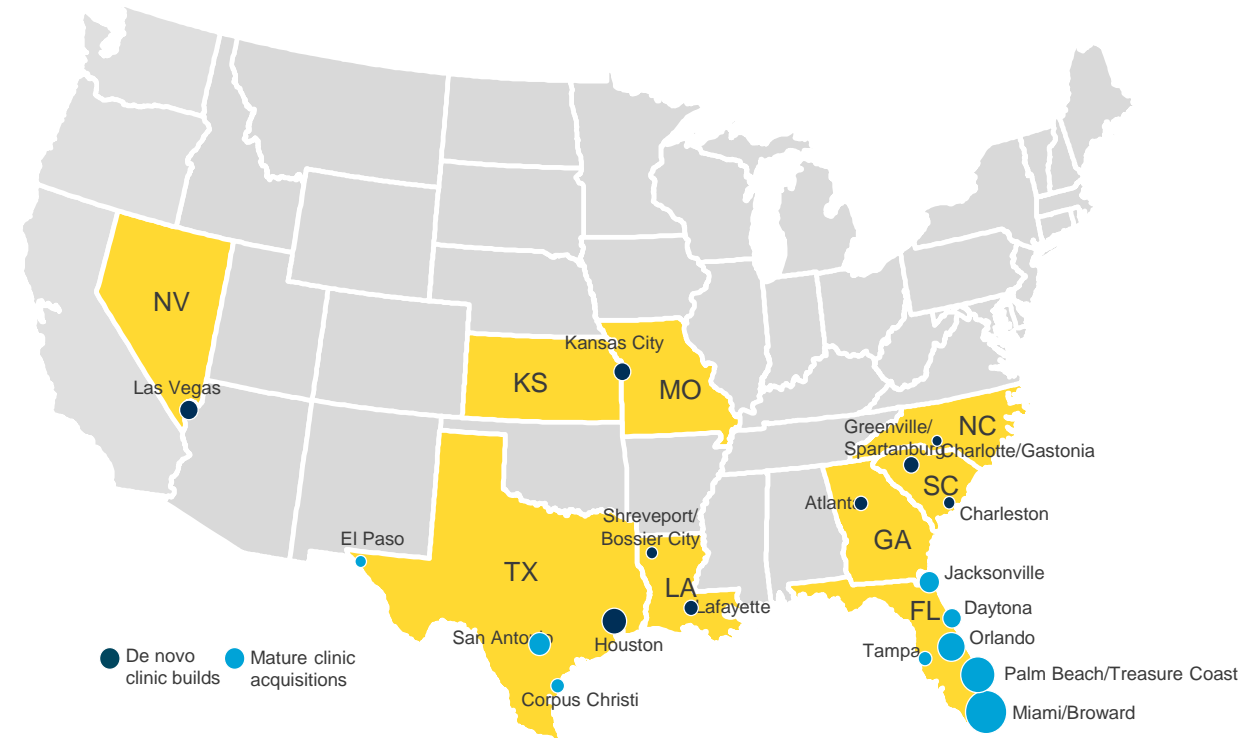 NV
Las Vegas
Kansas City
KS
MO
Greenville/
Spartanburg
NC
Charlotte/Gastonia
SC
Atlanta
Charleston
GA
Shreveport/
Bossier City
El Paso
TX
LA
Lafayette
Jacksonville
FL
Daytona
Orlando
Tampa
Palm Beach/Treasure Coast
Miami/Broward
San Antonio
Houston
Corpus Christi
De novo
clinic builds
Mature clinic
acquisitions